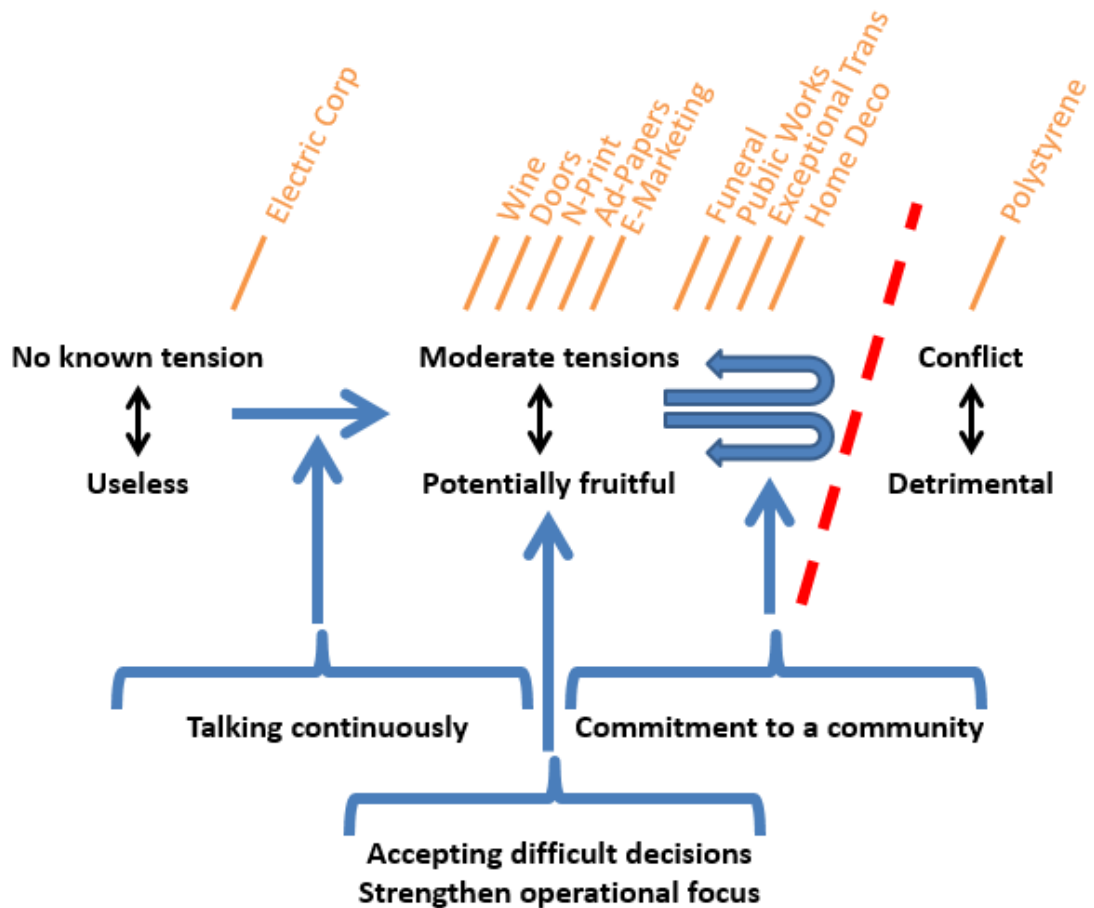 Electric Corp
Wine
Doors
N-Print
Ad-Papers
E-Marketing
Funeral
Public Works
Exceptional Trans
Home Deco
Polystyrene
No known tension
Moderate tensions
Conflict
Useless
Potentially fruitful
Detrimental
Talking continuously
Commitment to a community
Accepting difficult decisions
Strengthen operational focus